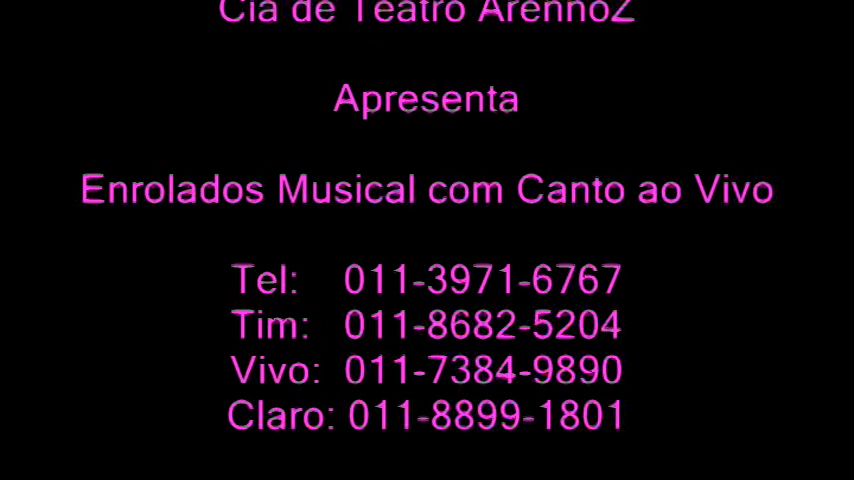 Cia de Teatro ArennoZ
Apresenta
Enrolados Musical com Canto ao Vivo
Tel: 011-3971-6767
Tim: 011-8682-5204
Vivo: 011-7384-9890
Claro: 011-8899-1801